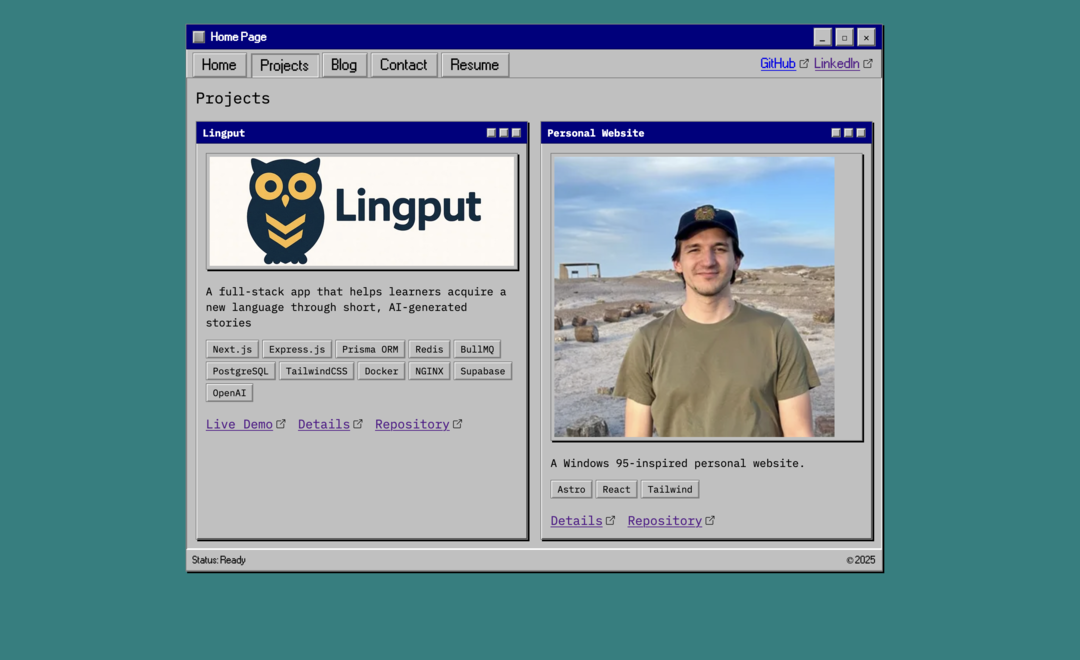 Home Page
Home Projects Blog Contact Resume GitHub LinkedIn
Projects
Lingput
Lingput
A full-stack app that helps learners acquire a
new language through short, AI-generated
stories
Next.js Express.js Prisma ORM Redis BullMQ
PostgreSQL TailwindCSS Docker NGINX Supabase
OpenAI
Live Demo Details Repository
Personal Website
A Windows 95-inspired personal website.
Astro React Tailwind
Details Repository
Status: Ready
© 2025